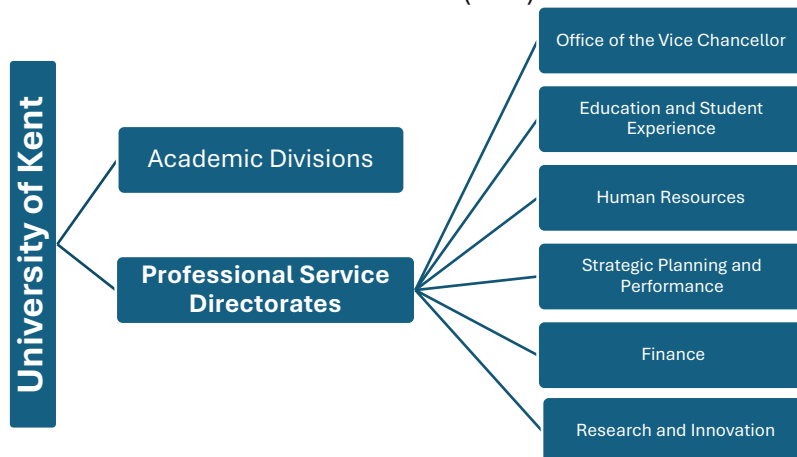 University of Kent
Academic Divisions
Professional Service
Directorates
Office of the Vice Chancellor
Education and Student
Experience
Human Resources
Strategic Planning and
Performance
Finance
Research and Innovation